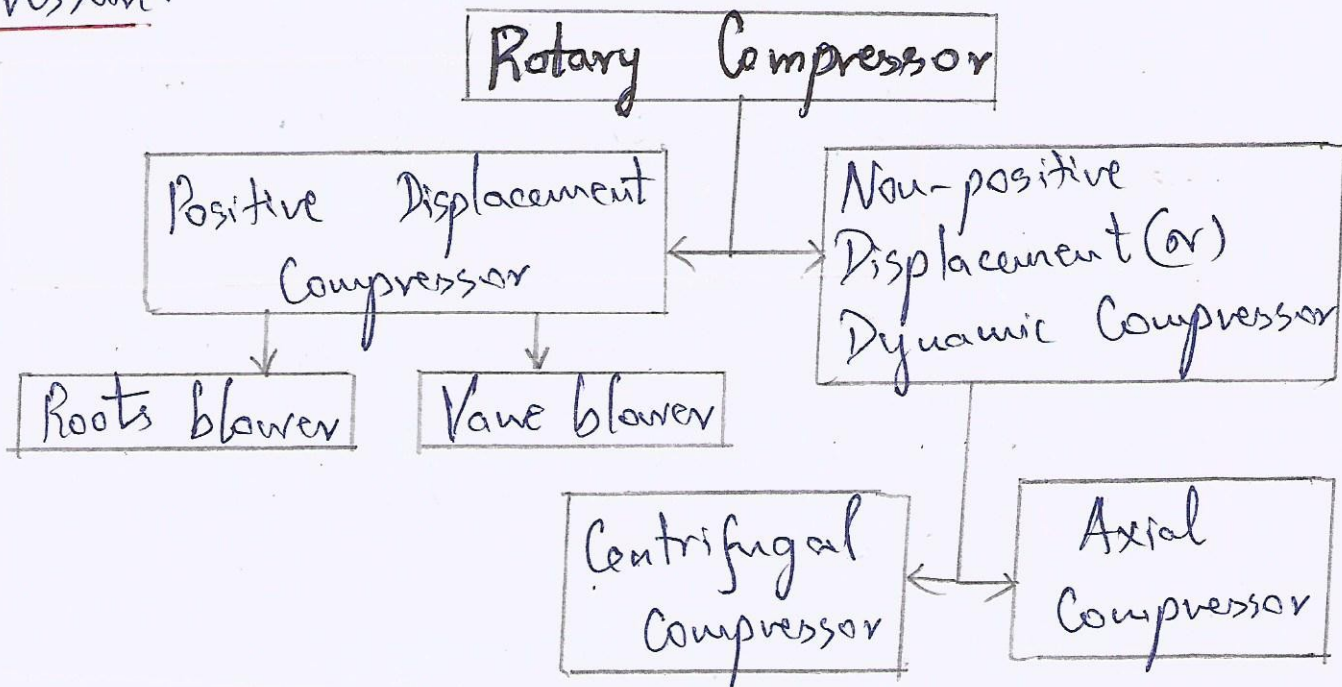 Rotary Compressor
Positive Displacement
Compressor
Non-positive
Displacement (or)
Dynamic Compressor
Roots blower
Vane blower
Centrifugal
Compressor
Axial
Compressor